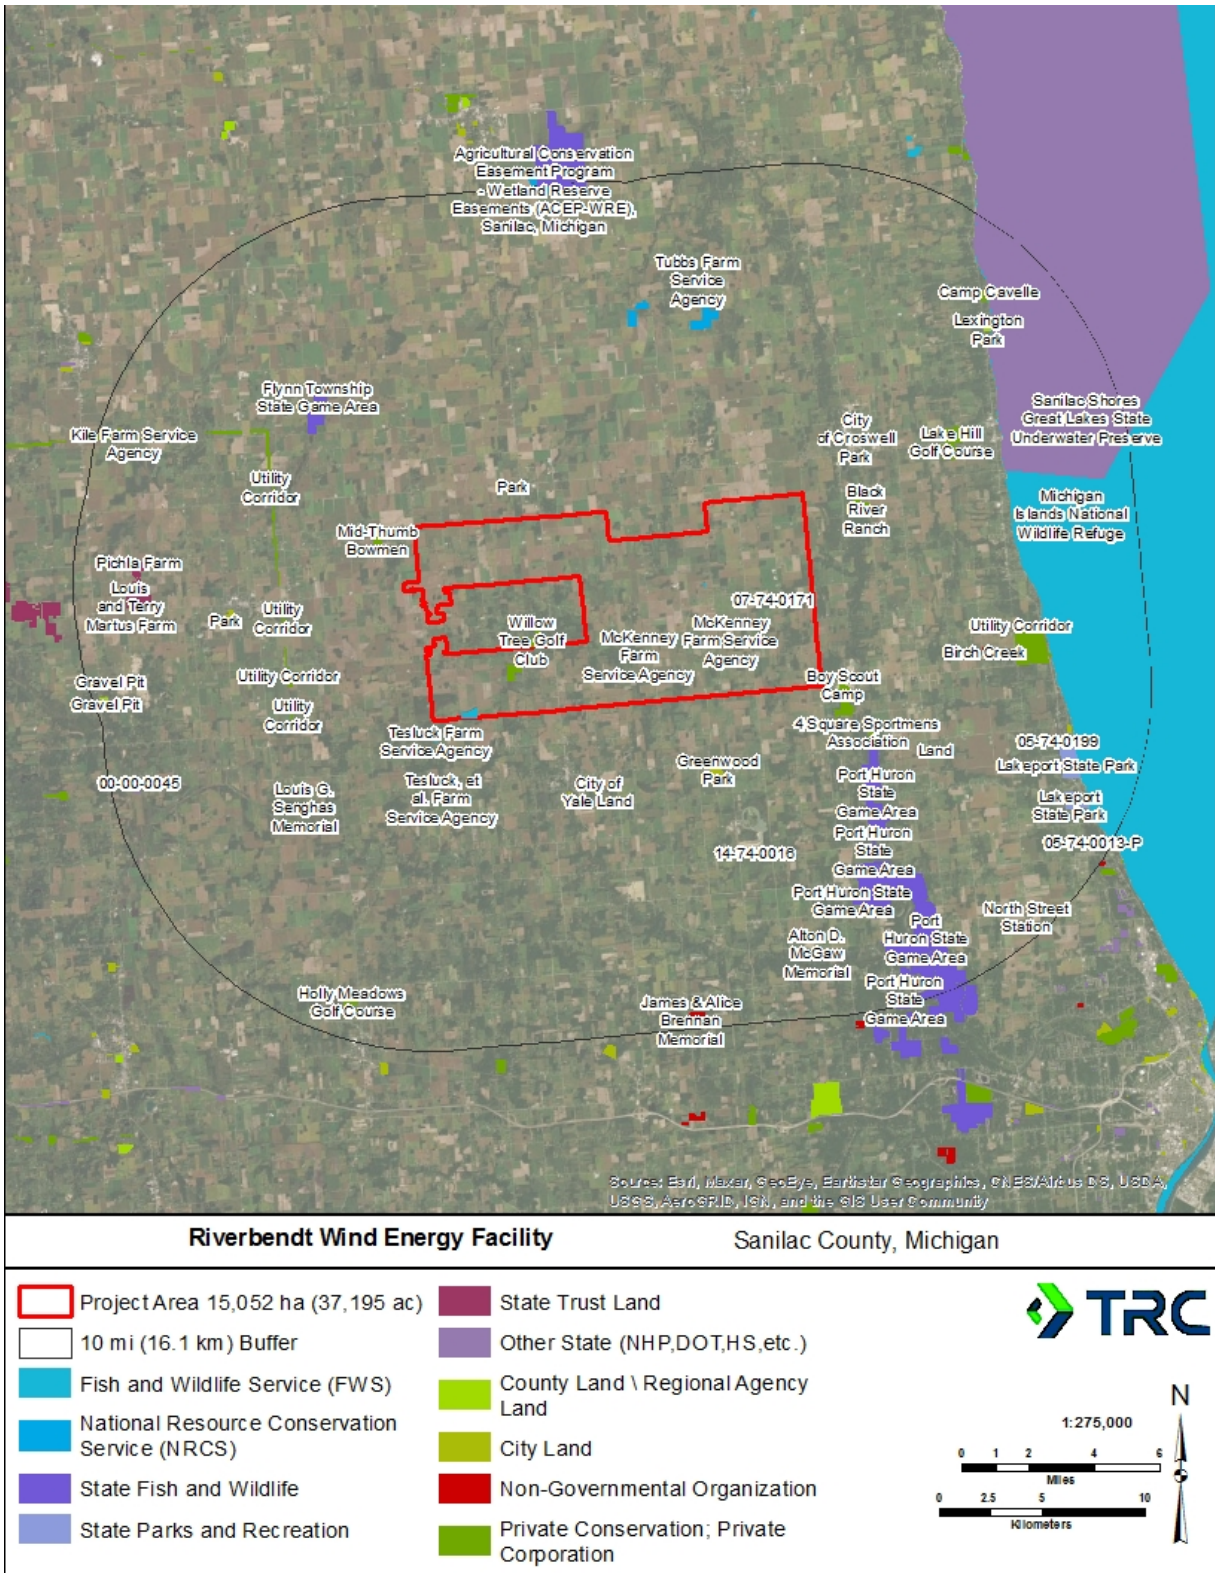 Agricultural Conservation
Easement Program
- Wetland Reserve
Easements (ACEP-WRE),
Sanilac, Michigan
Tubbs Farm
Service
Agency
Camp Cavelle
Lexington
Park
Flynn Township
State Game Area
Sanilac Shores
Great Lakes State
Underwater Preserve
Kile Farm Service
Agency
City
of Croswell
Park
Lake Hill
Golf Course
Utility
Corridor
Park
Black
River
Ranch
Michigan
Islands National
Wildlife Refuge
Mid-Thumb
Bowmen
Pichla Farm
Louis
and Terry
Martus Farm
Park
Utility
Corridor
Willow
Tree Golf
Club
07-74-0171
McKenney
Farm
Service Agency
McKenney
Farm Service
Agency
Utility Corridor
Birch Creek
Gravel Pit
Gravel Pit
Utility Corridor
Utility
Corridor
Boy Scout
Camp
Tesluck Farm
Service Agency
4 Square Sportmens
Association
Land
05-74-0199
Lakeport State Park
00-00-0045
Louis G.
Senghas
Memorial
Tesluck, et
al. Farm
Service Agency
City of
Yale Land
Greenwood
Park
Port Huron
State
Game Area
Lakeport
State Park
Port Huron
State
Game Area
05-74-0013-P
14-74-0016
Port Huron State
Game Area
North Street
Station
Port
Huron State
Game Area
Alton D.
McGaw
Memorial
Holly Meadows
Golf Course
James & Alice
Brennan
Memorial
Port Huron
State
Game Area
Source: Esri, Maxar, GeoEye, Earthstar Geographics, CNES/Airbus DS, USDA,
USGS, AeroGRID, IGN, and the GIS User Community
Riverbendt Wind Energy Facility
Sanilac County, Michigan
Project Area 15,052 ha (37,195 ac)
10 mi (16.1 km) Buffer
Fish and Wildlife Service (FWS)
National Resource Conservation
Service (NRCS)
State Fish and Wildlife
State Parks and Recreation
State Trust Land
Other State (NHP,DOT,HS,etc.)
County Land \ Regional Agency
Land
City Land
Non-Governmental Organization
Private Conservation; Private
Corporation
TRC
N
1:275,000
0 1 2 4 6
Miles
0 2.5 5 10
Kilometers